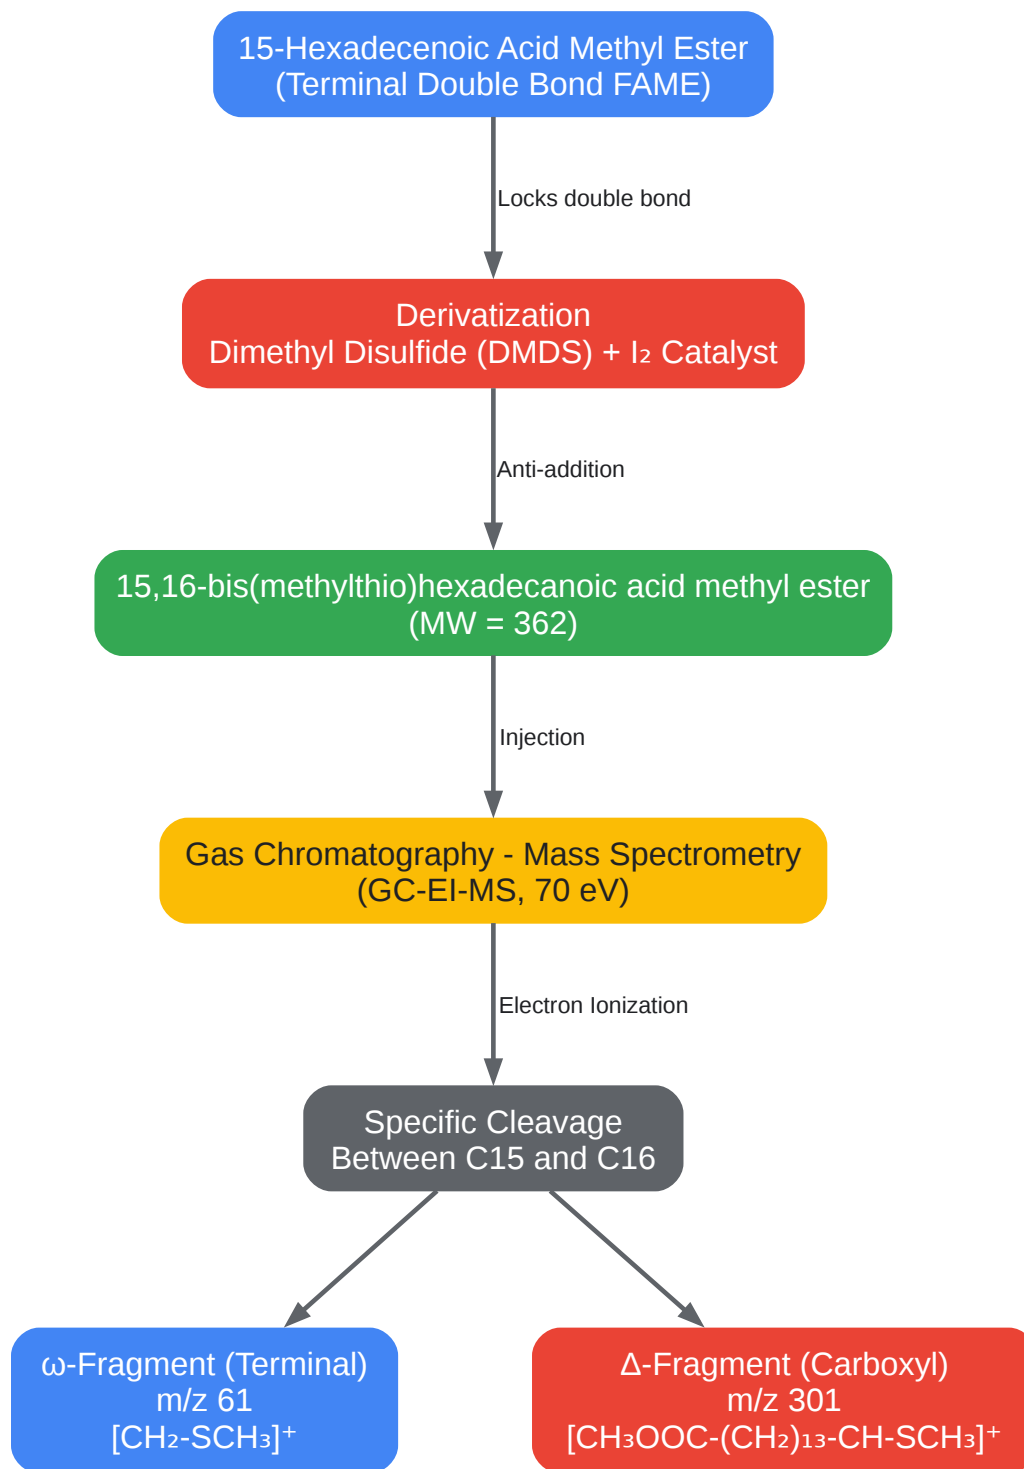 15-Hexadecenoic Acid Methyl Ester
(Terminal Double Bond FAME)
Locks double bond
Derivatization
Dimethyl Disulfide (DMDS) + I₂ Catalyst
Anti-addition
15,16-bis(methylthio)hexadecanoic acid methyl ester
(MW = 362)
Injection
Gas Chromatography - Mass Spectrometry
(GC-EI-MS, 70 eV)
Electron Ionization
Specific Cleavage
Between C15 and C16
ω-Fragment (Terminal)
m/z 61
[CH₂-SCH₃]⁺
Δ-Fragment (Carboxyl)
m/z 301
[CH₃OOC-(CH₂)₁₃-CH-SCH₃]⁺